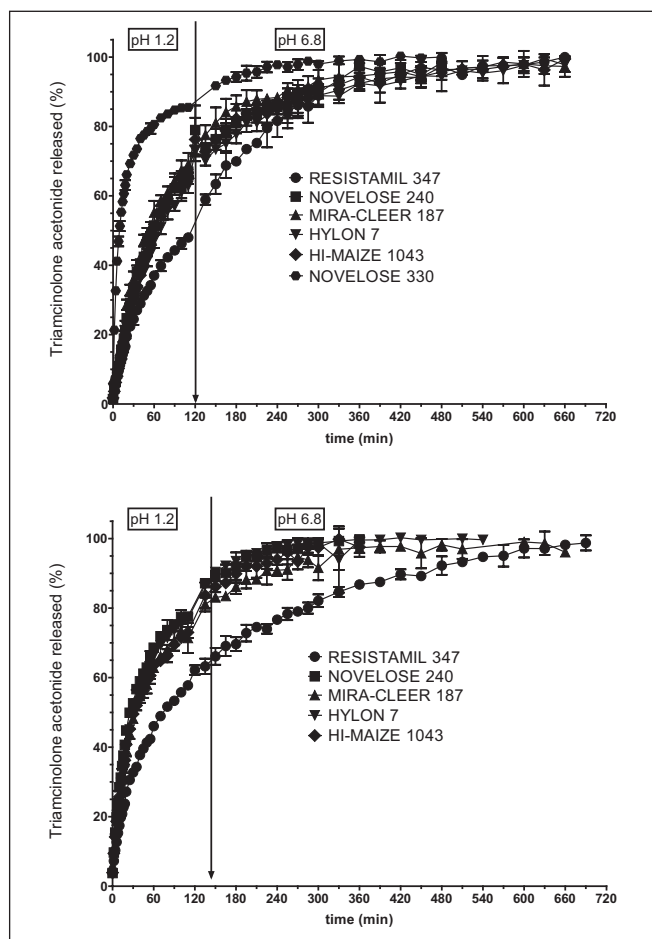 pH 1.2 pH 6.8
100
80
60
40
20
0
Triamcinolone acetonide released (%)
RESISTAMIL 347
NOVELOSE 240
MIRA-CLEER 187
HYLON 7
HI-MAIZE 1043
NOVELOSE 330
0 60 120 180 240 300 360 420 480 540 600 660 720
time (min)
pH 1.2 pH 6.8
100
80
60
40
20
0
Triamcinolone acetonide released (%)
RESISTAMIL 347
NOVELOSE 240
MIRA-CLEER 187
HYLON 7
HI-MAIZE 1043
0 60 120 180 240 300 360 420 480 540 600 660 720
time (min)